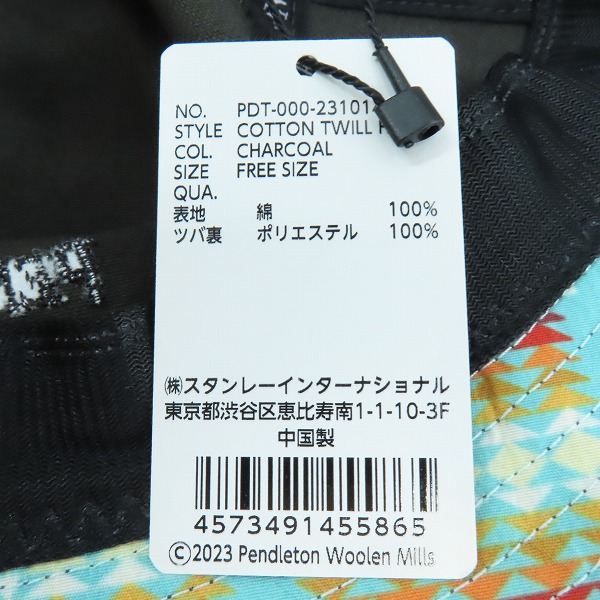 NO. PDT-000-23101
STYLE COTTON TWILL
COL. CHARCOAL
SIZE FREE SIZE
QUA.
表地 綿 100%
ツバ裏 ポリエステル 100%
㈱スタンレーインターナショナル
東京都渋谷区恵比寿南1-1-10-3F
中国製
4573491455865
©2023 Pendleton Woolen Mills